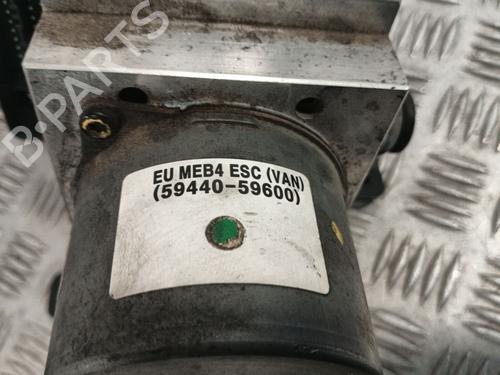 B-PARTS
EU MEB4 ESC (VAN)
(59440-59600)